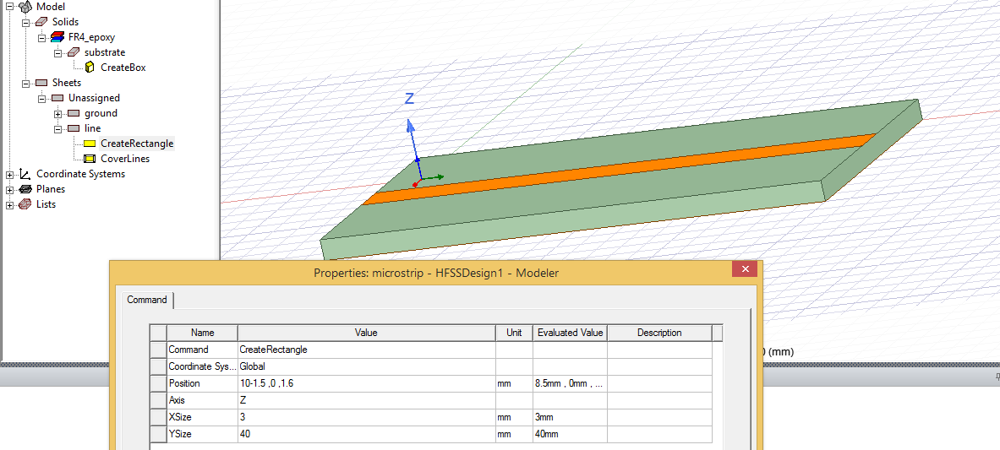 Model
Solids
FR4_epoxy
substrate
CreateBox
Sheets
Unassigned
ground
line
CreateRectangle
CoverLines
Coordinate Systems
Planes
Lists
Z
0 (mm)
Properties: microstrip - HFSSDesign1 - Modeler
Command
Name Value Unit Evaluated Value Description
Command CreateRectangle
Coordinate Sys... Global
Position 10-1.5 ,0 ,1.6 mm 8.5mm , 0mm , ...
Axis Z
XSize 3 mm 3mm
YSize 40 mm 40mm